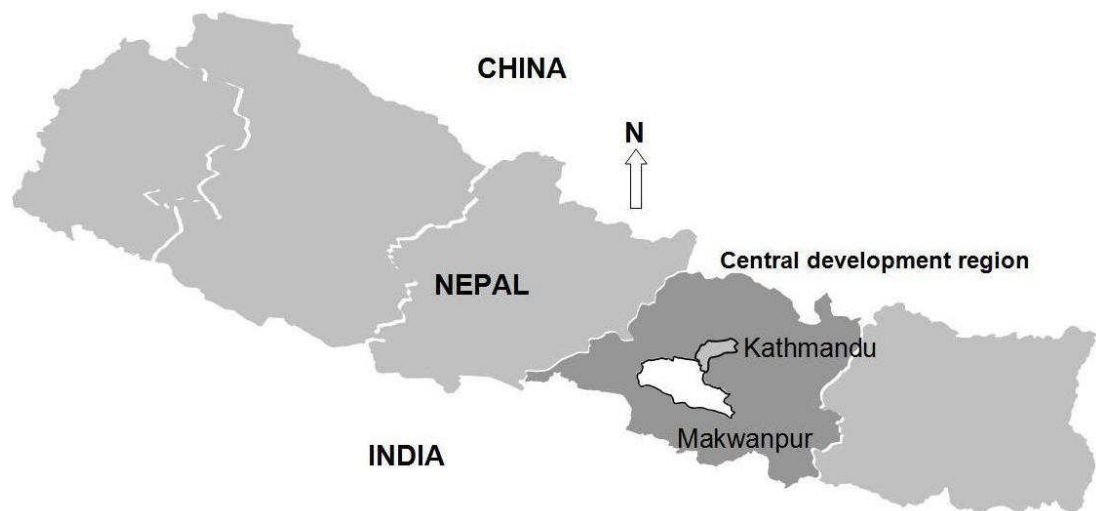 CHINA
N
Central development region
NEPAL
Kathmandu
Makwanpur
INDIA